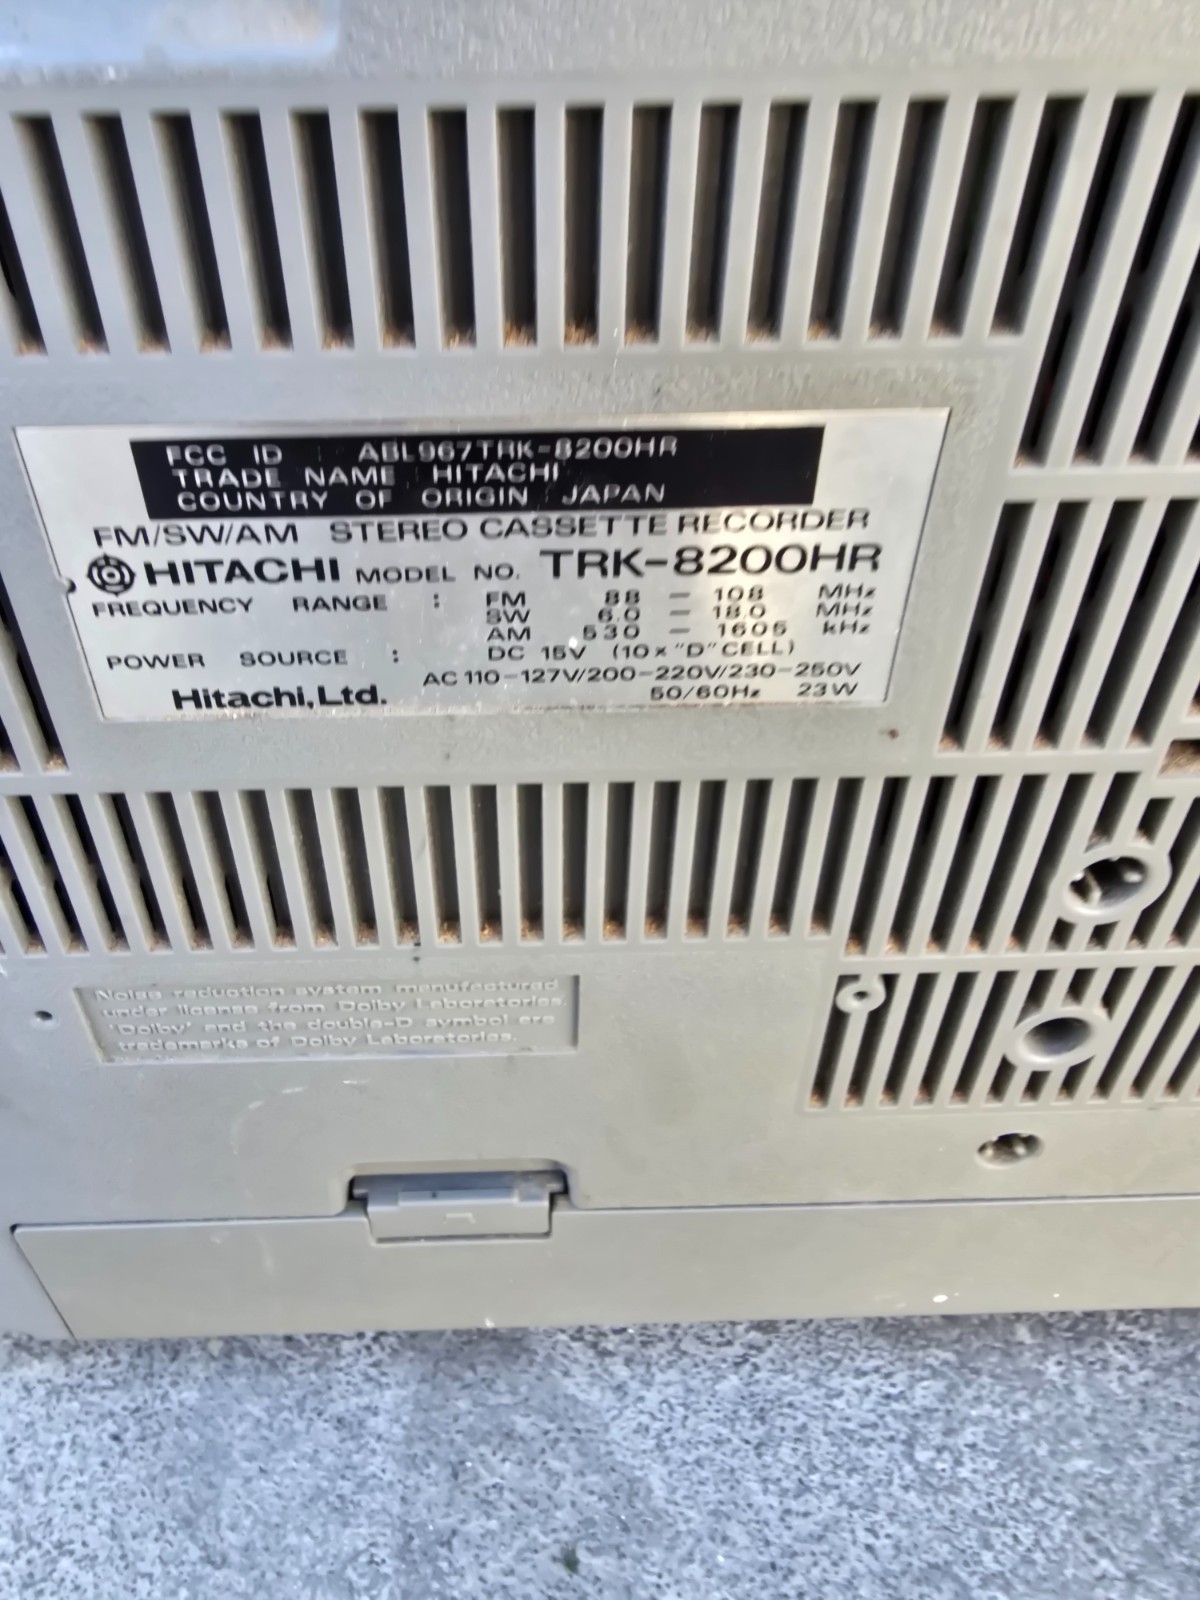 FCC ID : ABL967TRK-8200HR
TRADE NAME : HITACHI
COUNTRY OF ORIGIN : JAPAN
FM/SW/AM STEREO CASSETTE RECORDER
HITACHI MODEL NO. TRK-8200HR
FREQUENCY RANGE : FM 88 - 108 MHz
SW 6.0 - 18.0 MHz
AM 530 - 1605 kHz
POWER SOURCE : DC 15V (10×"D"CELL)
AC 110-127V/200-220V/230-250V
Hitachi, Ltd. 50/60Hz 23W
Noise reduction system manufactured
under license from Dolby Laboratories.
'Dolby' and the double-D symbol are
trademarks of Dolby Laboratories.